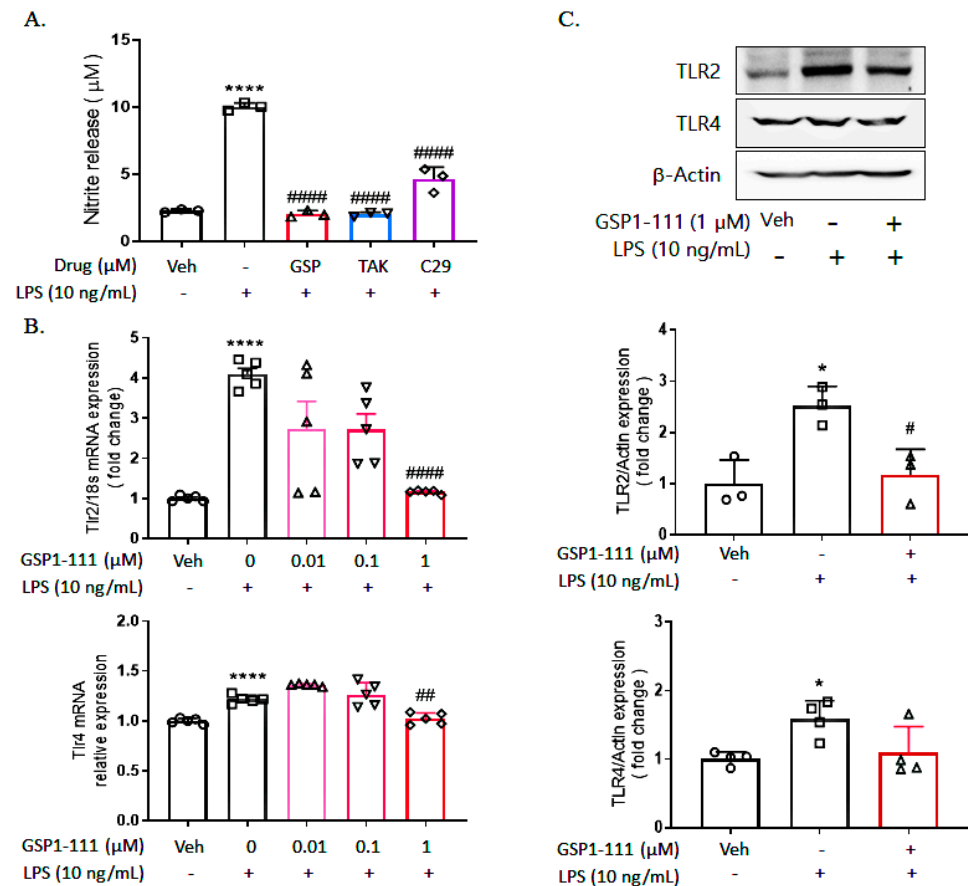 A.
Nitrite release ( μM )
15
10
5
0
****
####
####
####
Drug (μM) Veh - GSP TAK C29
LPS (10 ng/mL) - + + + +
B.
Tlr2/18s mRNA expression
( fold change )
5
4
3
2
1
0
****
####
GSP1-111 (μM) Veh 0 0.01 0.1 1
LPS (10 ng/mL) - + + + +
Tlr4 mRNA
relative expression
2.0
1.5
1.0
0.5
0.0
****
##
GSP1-111 (μM) Veh 0 0.01 0.1 1
LPS (10 ng/mL) - + + + +
C.
TLR2
TLR4
β-Actin
GSP1-111 (1 μM) Veh - +
LPS (10 ng/mL) - + +
TLR2/Actin expression
( fold change )
4
3
2
1
0
*
#
GSP1-111 (μM) Veh - +
LPS (10 ng/mL) - + +
TLR4/Actin expression
( fold change )
3
2
1
0
*
GSP1-111 (μM) Veh - +
LPS (10 ng/mL) - + +